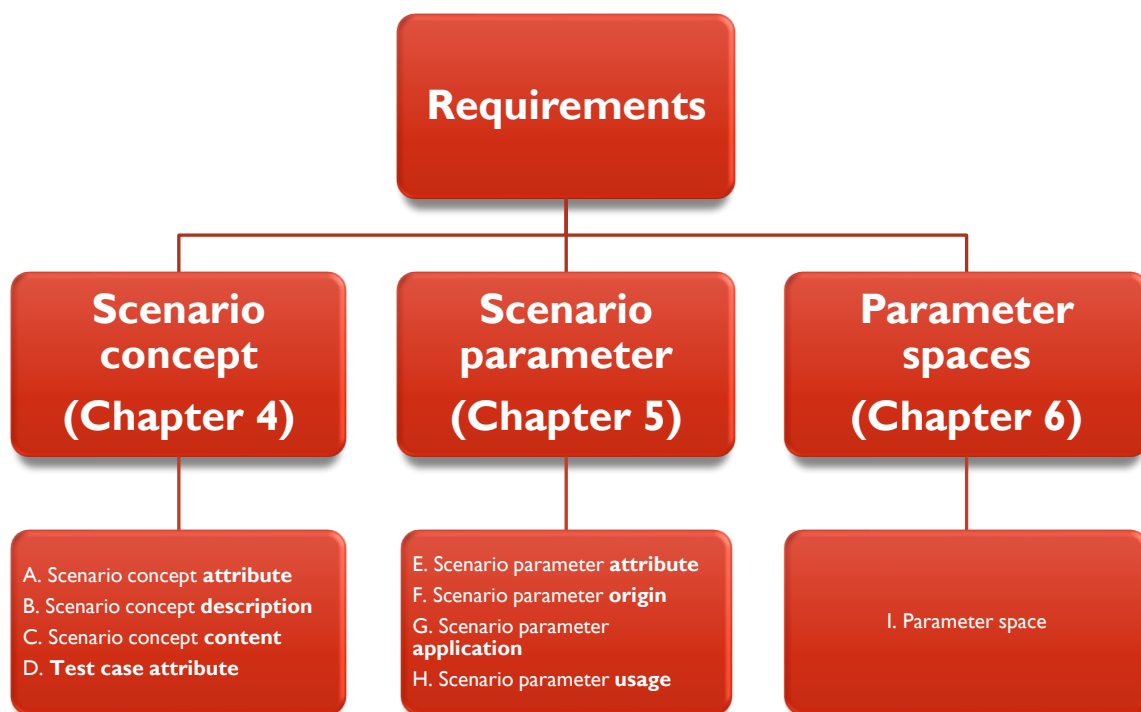 Requirements
Scenario
concept
(Chapter 4)
Scenario
parameter
(Chapter 5)
Parameter
spaces
(Chapter 6)
A. Scenario concept attribute
B. Scenario concept description
C. Scenario concept content
D. Test case attribute
E. Scenario parameter attribute
F. Scenario parameter origin
G. Scenario parameter
application
H. Scenario parameter usage
I. Parameter space